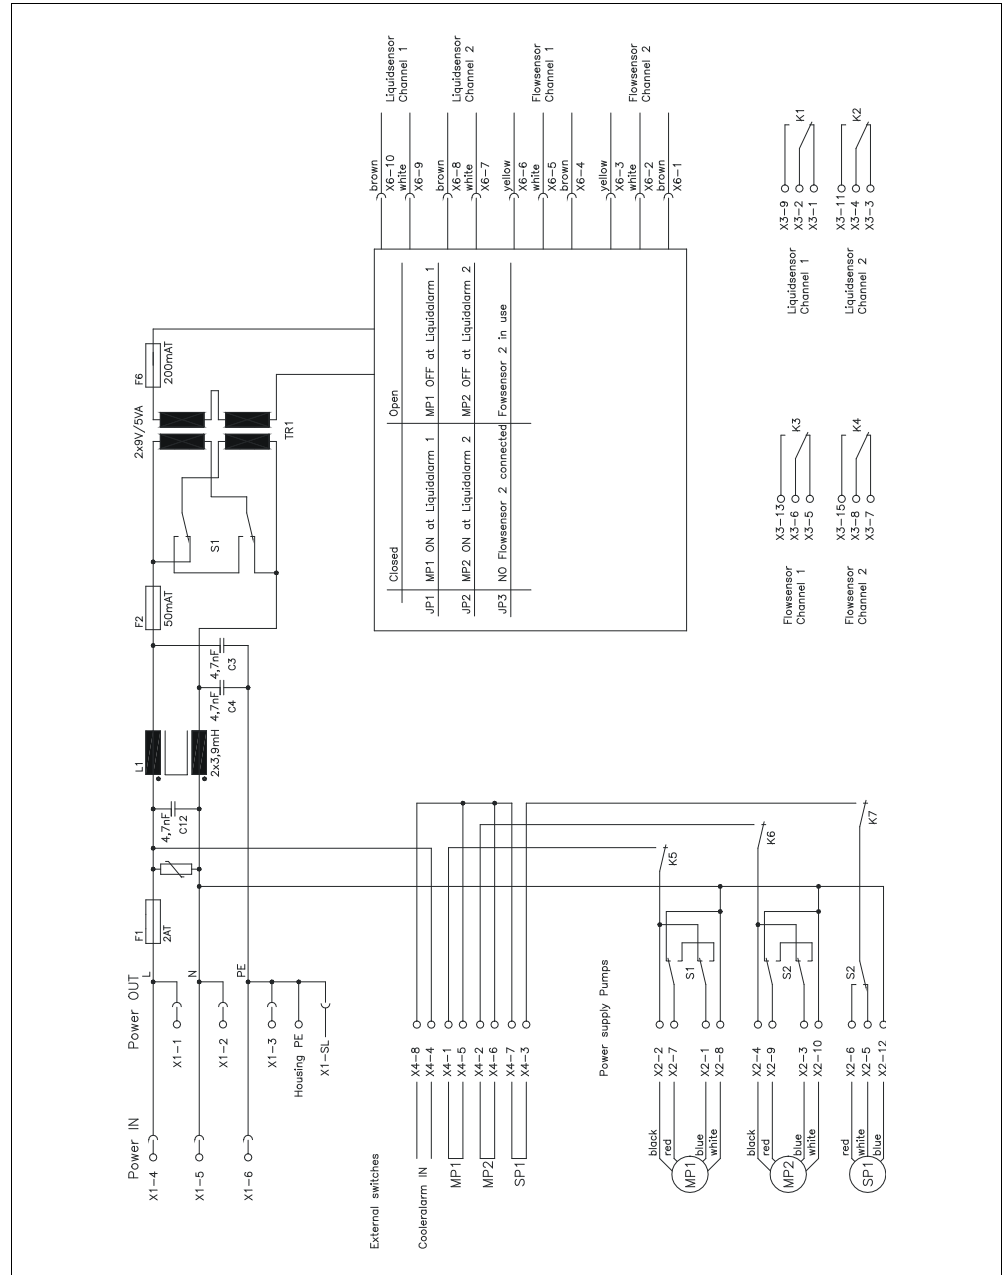 Power IN
Power OUT
X1-4
X1-5
X1-6
L
N
PE
X1-1
X1-2
X1-3
Housing PE
X1-SL
F1
2AT
4,7nF
C12
L1
2x3,9mH
4,7nF
C4
4,7nF
C3
F2
50mAT
S1
2x9V/5VA
TR1
F6
200mAT
Closed
Open
JP1
MP1 ON at Liquidalarm 1
MP1 OFF at Liquidalarm 1
JP2
MP2 ON at Liquidalarm 2
MP2 OFF at Liquidalarm 2
JP3
NO Flowsensor 2 connected
Fowsensor 2 in use
brown
X6-10
white
X6-9
brown
X6-8
white
X6-7
yellow
X6-6
white
X6-5
brown
X6-4
yellow
X6-3
white
X6-2
brown
X6-1
Liquidsensor
Channel 1
Liquidsensor
Channel 2
Flowsensor
Channel 1
Flowsensor
Channel 2
External switches
Cooleralarm IN
MP1
MP2
SP1
X4-8
X4-4
X4-1
X4-5
X4-2
X4-6
X4-7
X4-3
K5
K6
K7
Power supply Pumps
MP1
black
red
blue
white
X2-2
X2-7
X2-1
X2-8
S1
MP2
black
red
blue
white
X2-4
X2-9
X2-3
X2-10
S2
SP1
red
white
blue
X2-6
X2-5
X2-12
S2
Flowsensor
Channel 1
X3-13
X3-6
X3-5
K3
Flowsensor
Channel 2
X3-15
X3-8
X3-7
K4
Liquidsensor
Channel 1
X3-9
X3-2
X3-1
K1
Liquidsensor
Channel 2
X3-11
X3-4
X3-3
K2